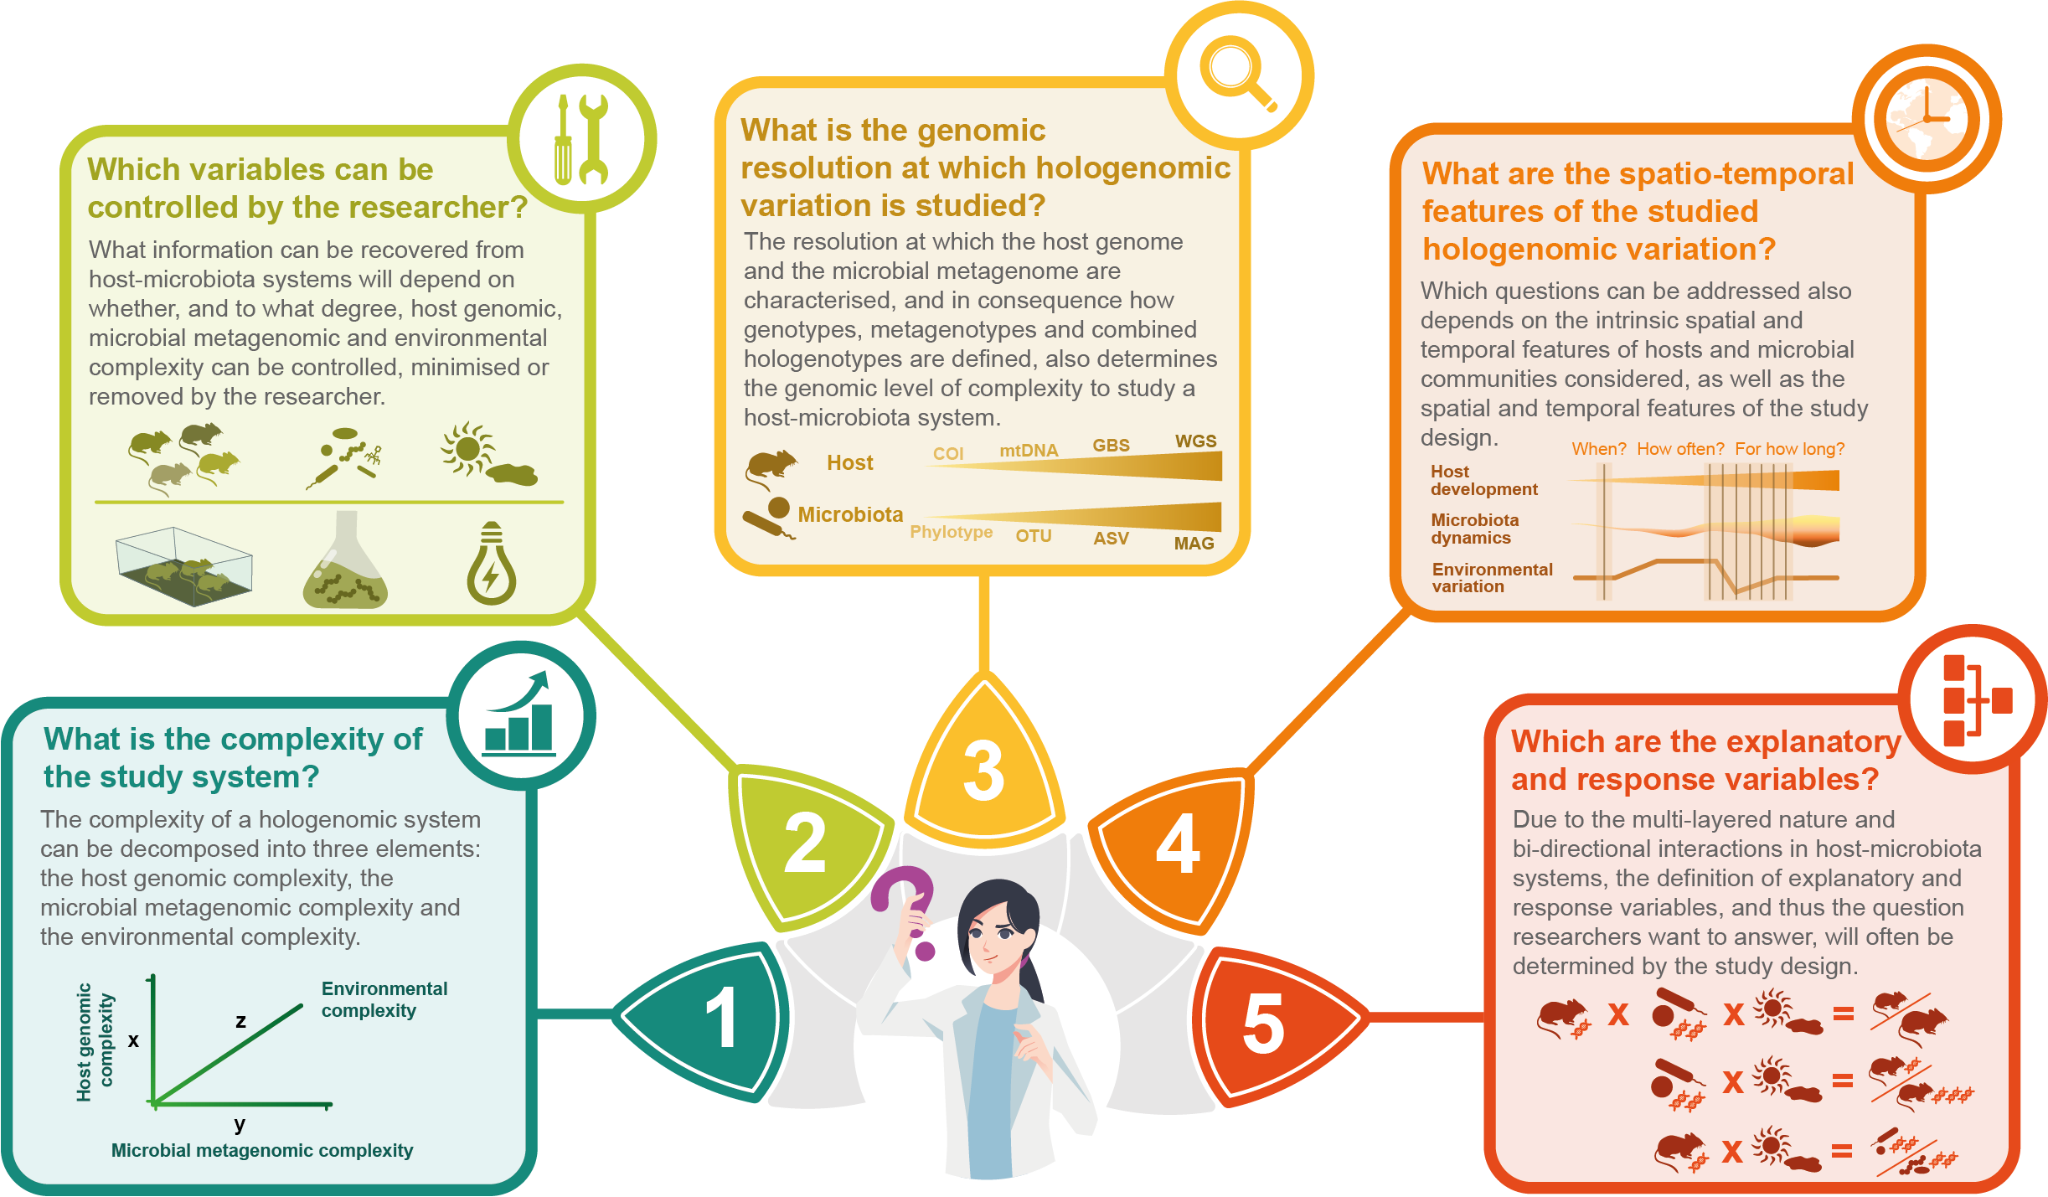 What is the complexity of
the study system?
The complexity of a hologenomic system
can be decomposed into three elements:
the host genomic complexity, the
microbial metagenomic complexity and
the environmental complexity.
Host genomic
complexity
x
z
Environmental
complexity
y
Microbial metagenomic complexity
1
Which variables can be
controlled by the researcher?
What information can be recovered from
host-microbiota systems will depend on
whether, and to what degree, host genomic,
microbial metagenomic and environmental
complexity can be controlled, minimised or
removed by the researcher.
2
What is the genomic
resolution at which hologenomic
variation is studied?
The resolution at which the host genome
and the microbial metagenome are
characterised, and in consequence how
genotypes, metagenotypes and combined
hologenotypes are defined, also determines
the genomic level of complexity to study a
host-microbiota system.
Host
COI mtDNA GBS WGS
Microbiota
Phylotype OTU ASV MAG
3
What are the spatio-temporal
features of the studied
hologenomic variation?
Which questions can be addressed also
depends on the intrinsic spatial and
temporal features of hosts and microbial
communities considered, as well as the
spatial and temporal features of the study
design.
When? How often? For how long?
Host
development
Microbiota
dynamics
Environmental
variation
4
Which are the explanatory
and response variables?
Due to the multi-layered nature and
bi-directional interactions in host-microbiota
systems, the definition of explanatory and
response variables, and thus the question
researchers want to answer, will often be
determined by the study design.
x x =
x =
x =
5
?